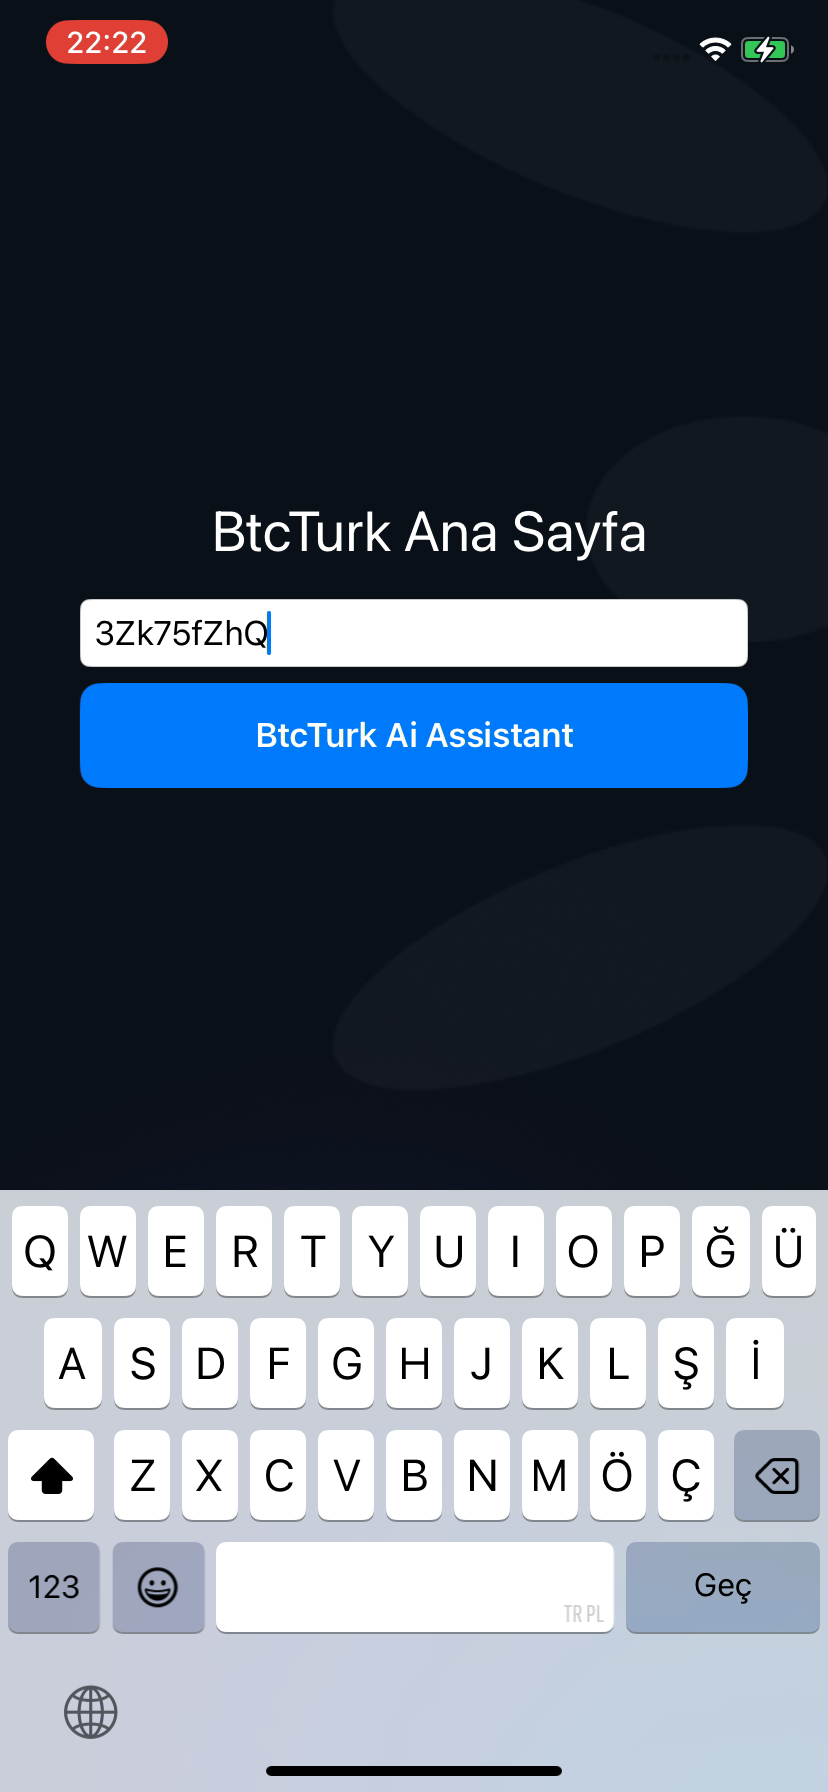 22:22
BtcTurk Ana Sayfa
3Zk75fZhQ
BtcTurk Ai Assistant
Q W E R T Y U I O P Ğ Ü
A S D F G H J K L Ş İ
Z X C V B N M Ö Ç
123 TR PL Geç